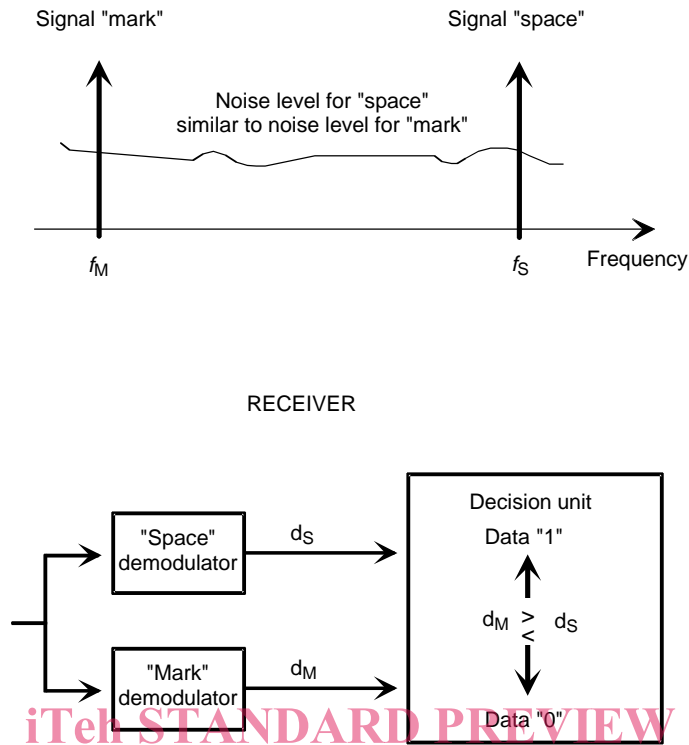 Signal "mark"
Signal "space"
Noise level for "space"
similar to noise level for "mark"
fM
fS
Frequency
RECEIVER
"Space"
demodulator
dS
"Mark"
demodulator
dM
Decision unit
Data "1"
dM > < dS
Data "0"
iTeh STANDARD PREVIEW